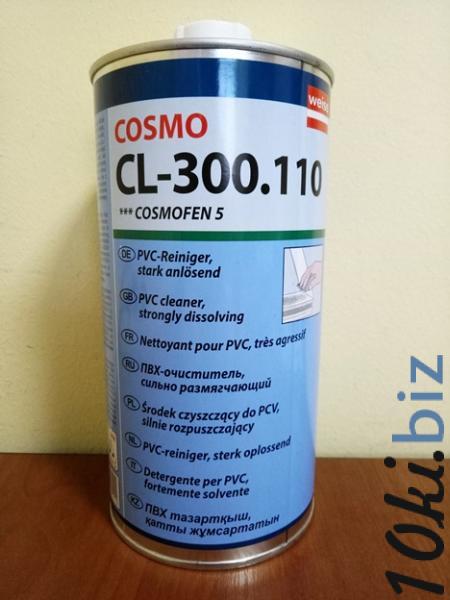 weiss
COSMO
CL-300.110
*** COSMOFEN 5
DE PVC-Reiniger,
stark anlösend
GB PVC cleaner,
strongly dissolving
FR Nettoyant pour PVC, très agressif
RU ПВХ-очиститель,
сильно размягчающий
PL Środek czyszczący do PCV,
silnie rozpuszczający
NL PVC-reiniger, sterk oplossend
IT Detergente per PVC,
fortemente solvente
KZ ПВХ тазартқыш,
қатты жұмсартатын
10ki.biz